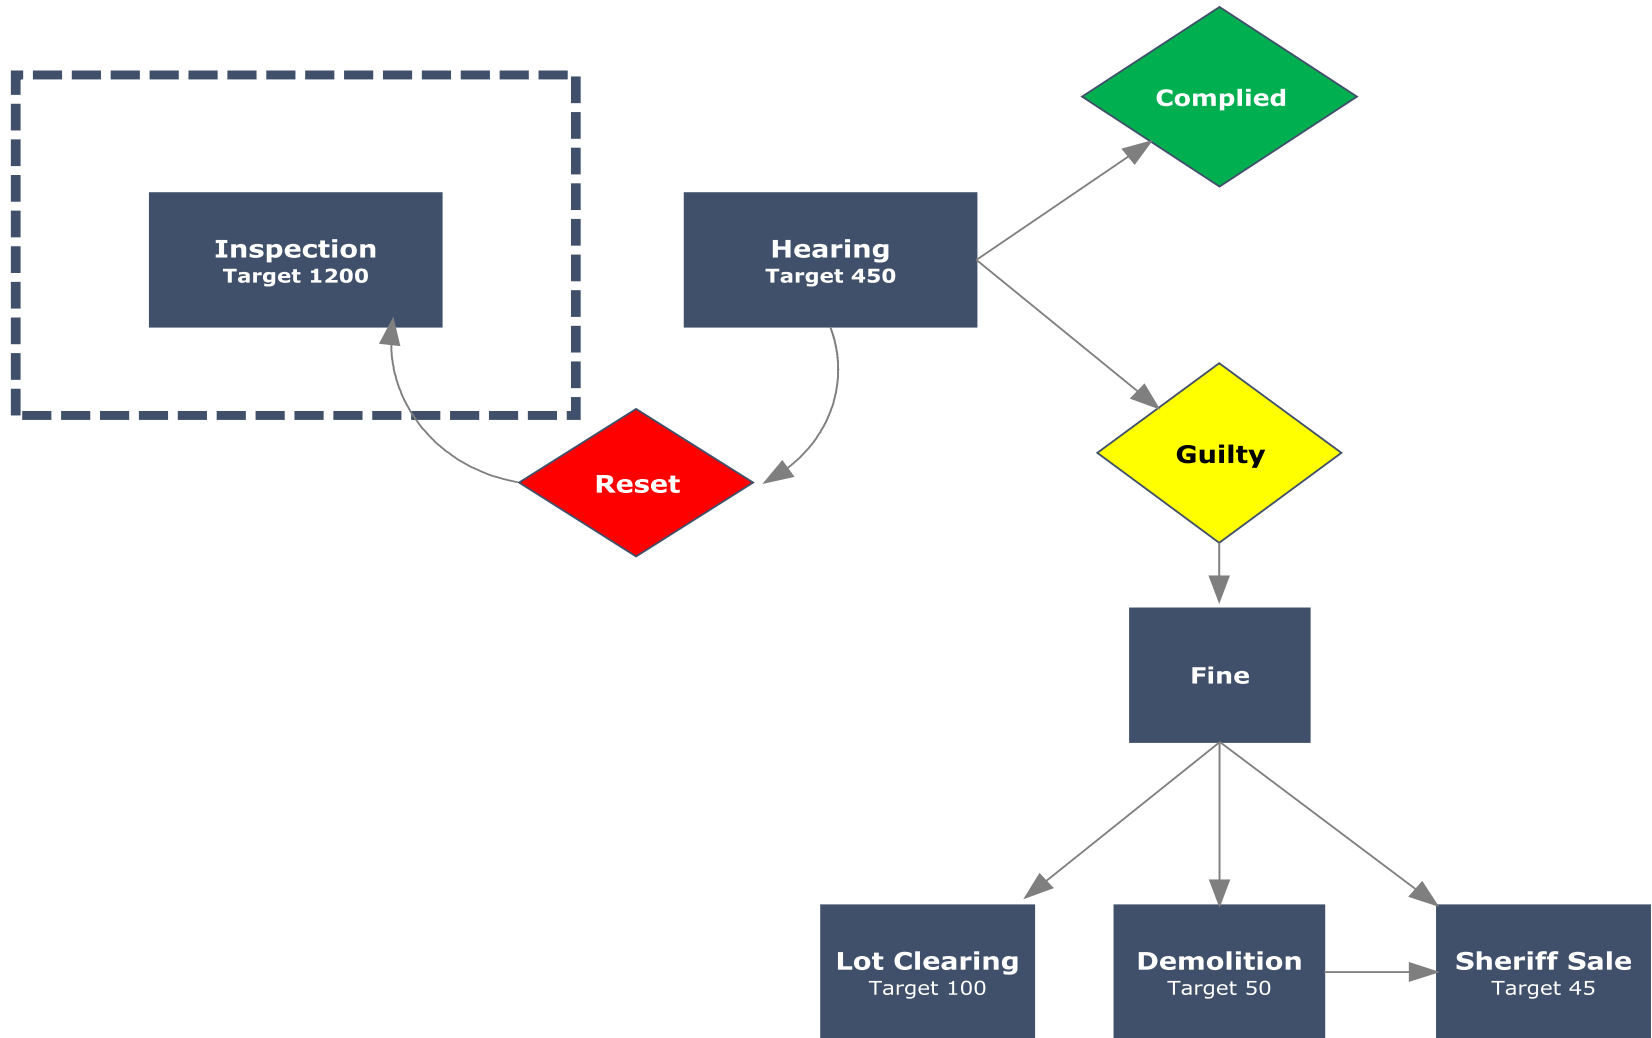 Complied
Inspection
Target 1200
Hearing
Target 450
Guilty
Reset
Fine
Lot Clearing
Target 100
Demolition
Target 50
Sheriff Sale
Target 45